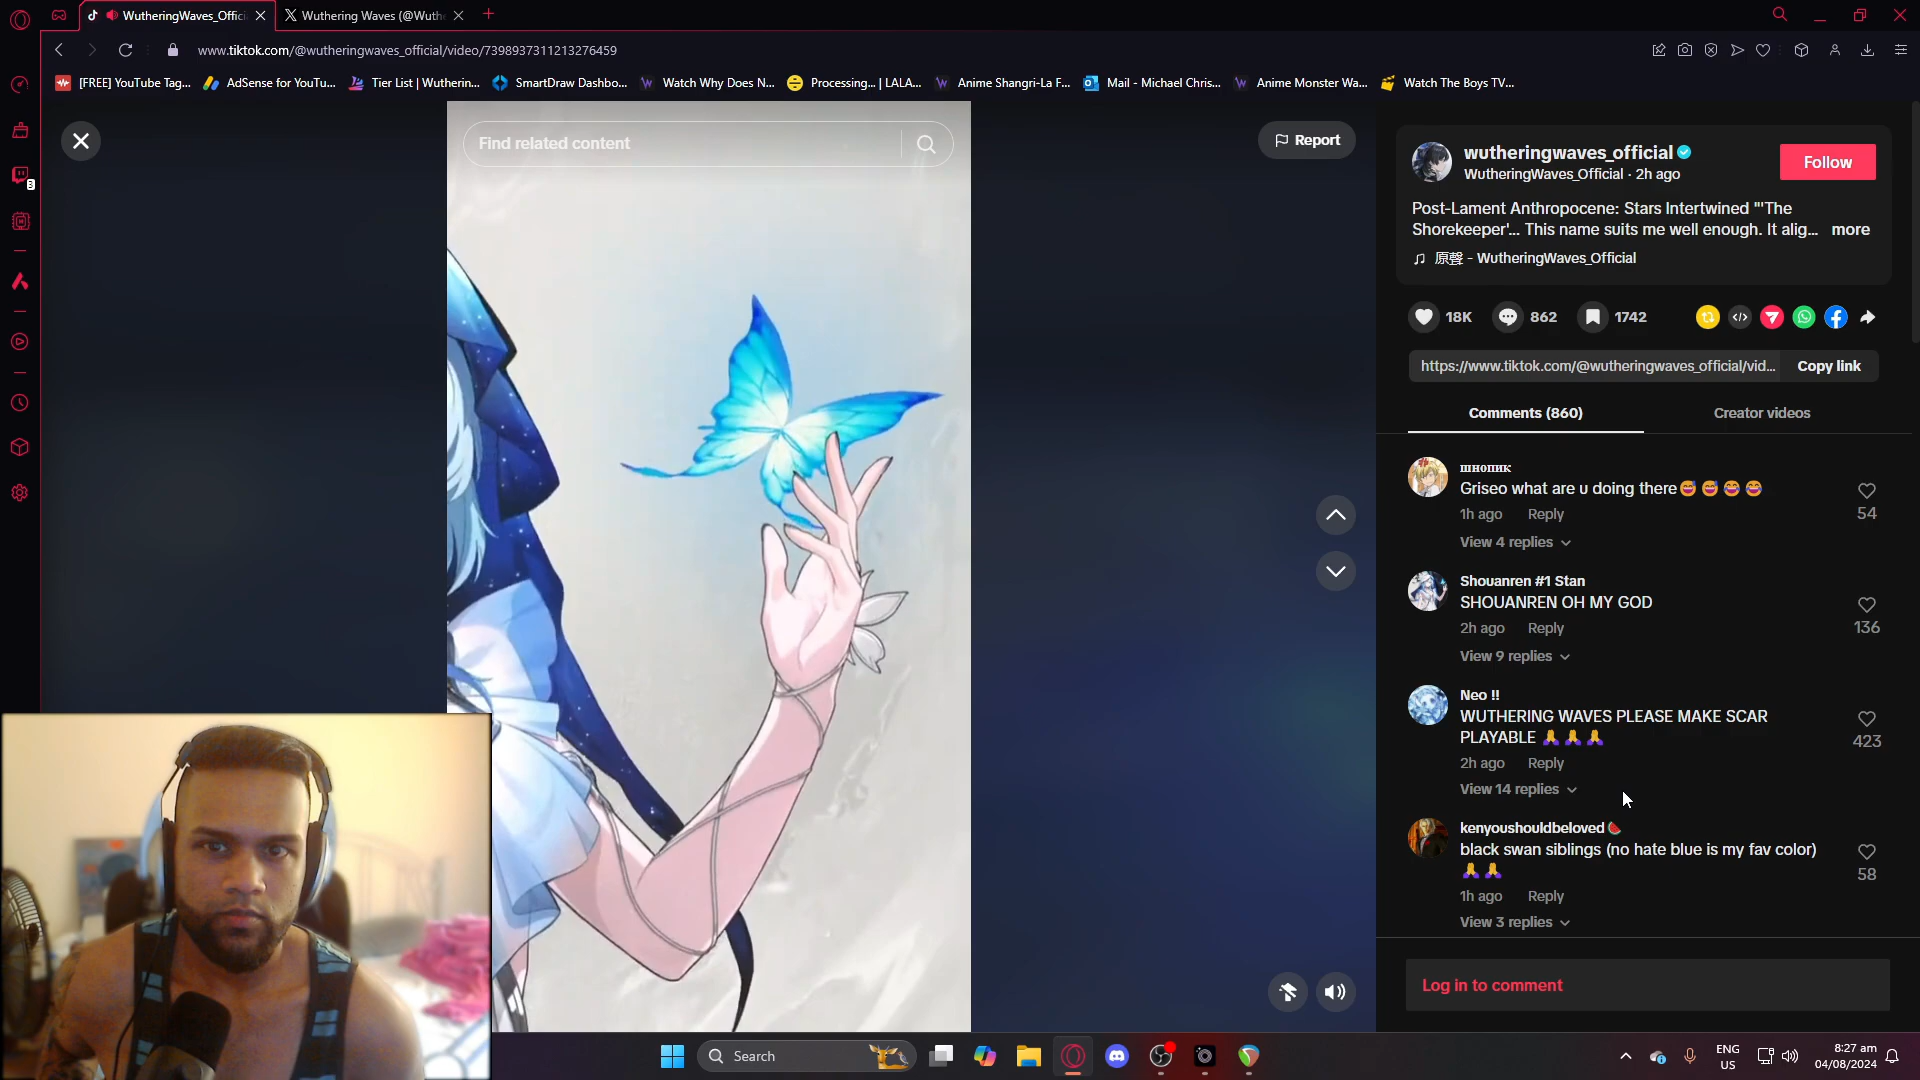 WutheringWaves_Offici
Wuthering Waves (@Wuth
www.tiktok.com/@wutheringwaves_official/video/7398937311213276459
[FREE] YouTube Tag...
AdSense for YouTu...
Tier List | Wutherin...
SmartDraw Dashbo...
Watch Why Does N...
Processing... | LALA...
Anime Shangri-La F...
Mail - Michael Chris...
Anime Monster Wa...
Watch The Boys TV...
3
Find related content
Report
wutheringwaves_official
WutheringWaves_Official · 2h ago
Follow
Post-Lament Anthropocene: Stars Intertwined "'The
Shorekeeper'... This name suits me well enough. It alig... more
原聲 - WutheringWaves_Official
18K
862
1742
https://www.tiktok.com/@wutheringwaves_official/vid...
Copy link
Comments (860)
Creator videos
шнопик
Griseo what are u doing there😅😅😂😂
1h ago Reply
54
View 4 replies
Shouanren #1 Stan
SHOUANREN OH MY GOD
2h ago Reply
136
View 9 replies
Neo !!
WUTHERING WAVES PLEASE MAKE SCAR
PLAYABLE 🙏🙏🙏
423
2h ago Reply
View 14 replies
kenyoushouldbeloved🍉
black swan siblings (no hate blue is my fav color)
🙏🙏
58
1h ago Reply
View 3 replies
Log in to comment
Search
ENG
US
8:27 am
04/08/2024